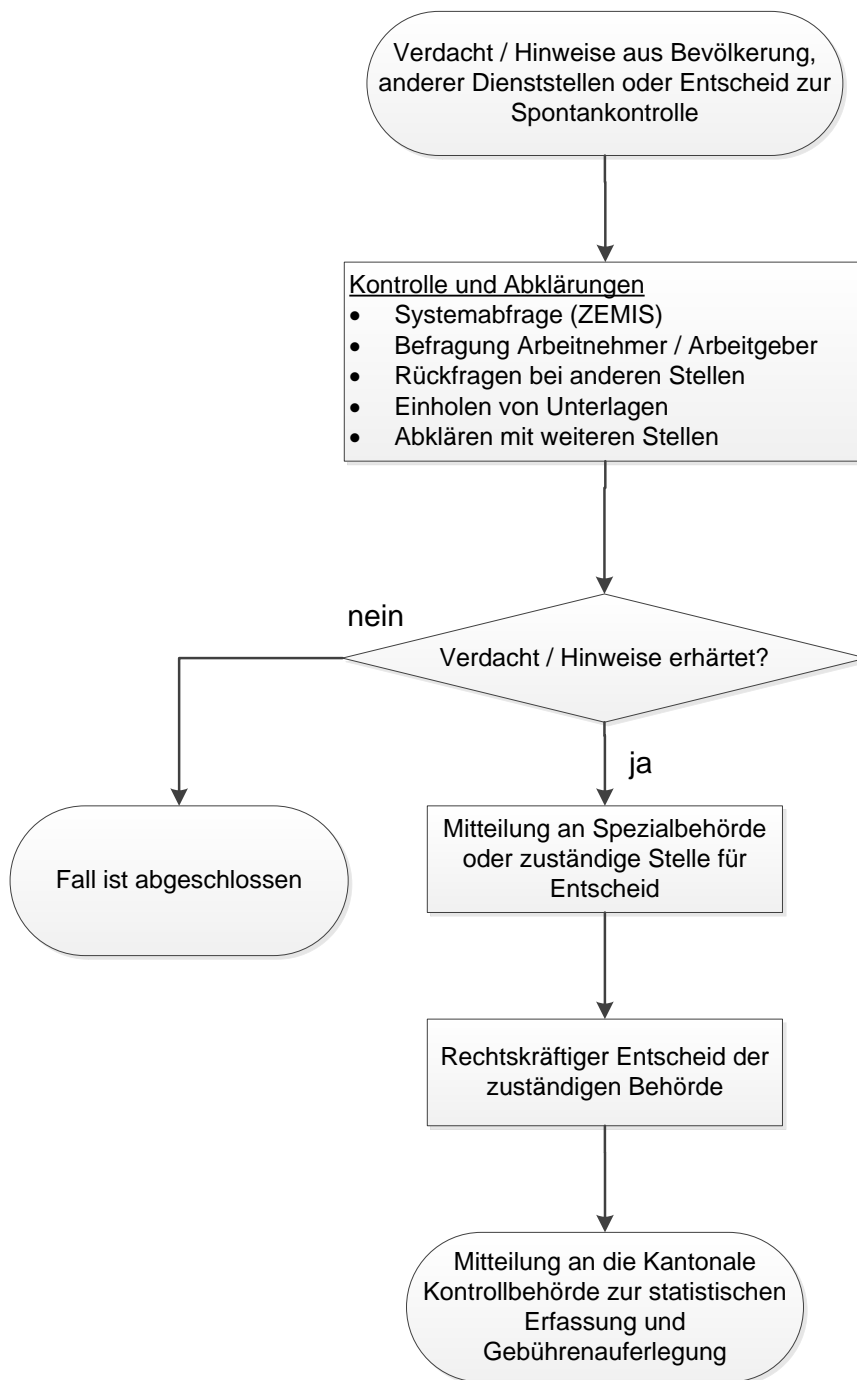 Verdacht / Hinweise aus Bevölkerung,
anderer Dienststellen oder Entscheid zur
Spontankontrolle
Kontrolle und Abklärungen
• Systemabfrage (ZEMIS)
• Befragung Arbeitnehmer / Arbeitgeber
• Rückfragen bei anderen Stellen
• Einholen von Unterlagen
• Abklären mit weiteren Stellen
nein
Verdacht / Hinweise erhärtet?
ja
Fall ist abgeschlossen
Mitteilung an Spezialbehörde
oder zuständige Stelle für
Entscheid
Rechtskräftiger Entscheid der
zuständigen Behörde
Mitteilung an die Kantonale
Kontrollbehörde zur statistischen
Erfassung und
Gebührenauferlegung